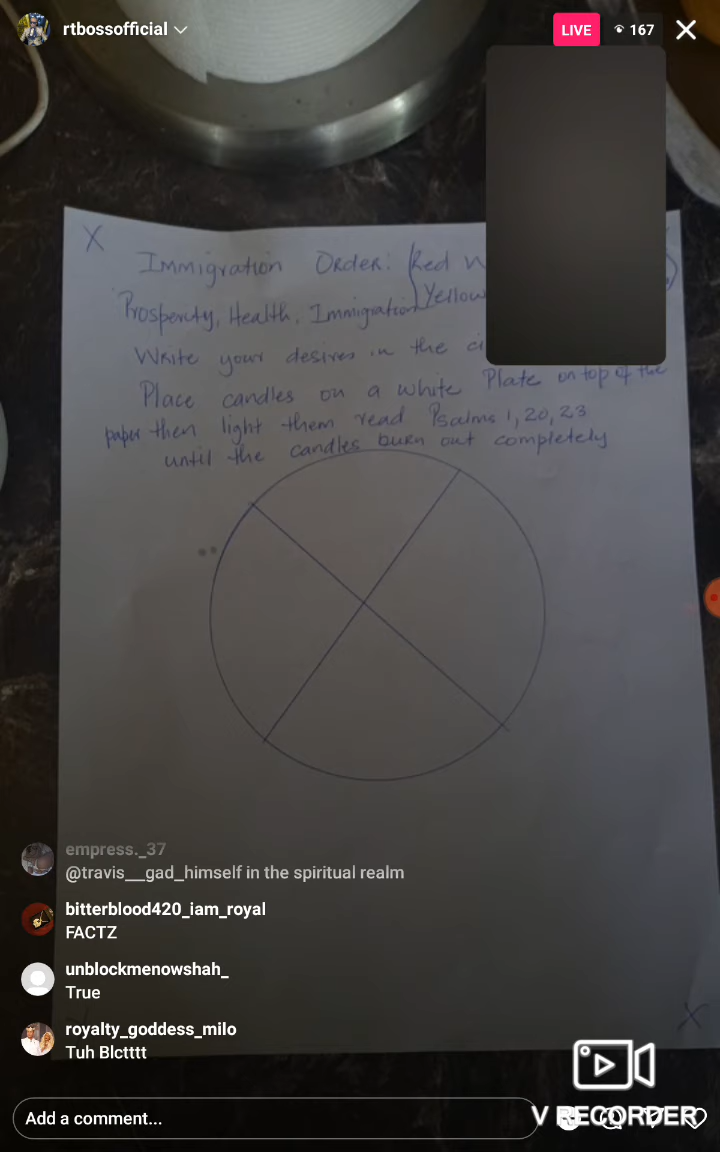 rtbossofficial
LIVE
167
X
Immigration Order: (Red
Prosperity, Health, Immigration Yellow
Write your desires in the
Place candles on a white Plate on top of the
paper then light them read Psalms 1, 20, 23
until the candles burn out completely
empress._37
@travis__gad_himself in the spiritual realm
bitterblood420_iam_royal
FACTZ
unblockmenowshah_
True
X
royalty_goddess_milo
Tuh Blctttt
Add a comment...
V RECORDER